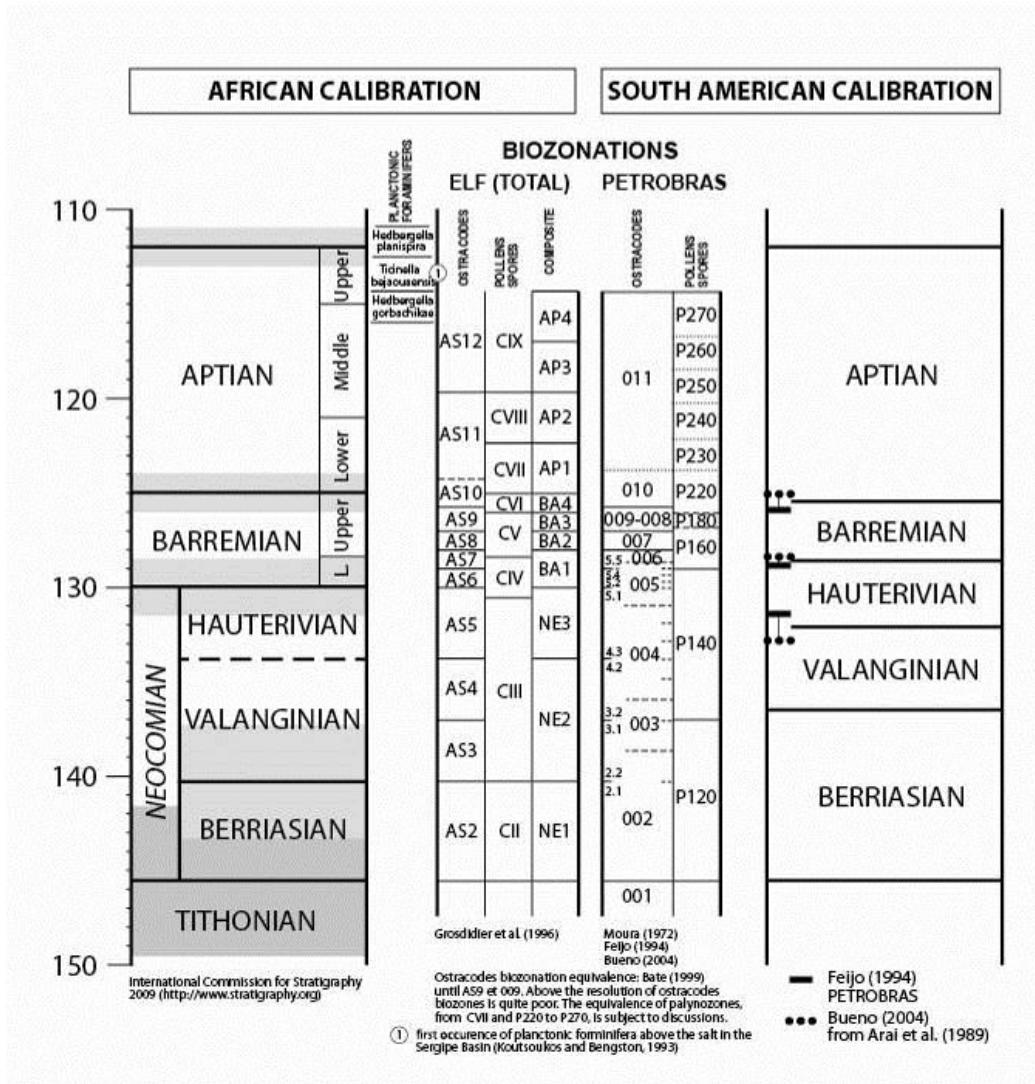 AFRICAN CALIBRATION
SOUTH AMERICAN CALIBRATION
BIOZONATIONS
ELF (TOTAL)
PETROBRAS
PLANCTONIC
FORAMINIFERS
OSTRACODES
POLLENS
SPORES
COMPOSITE
OSTRACODES
POLLENS
SPORES
110
120
130
140
150
APTIAN
Upper
Middle
Lower
BARREMIAN
Upper
L.
NEOCOMIAN
HAUTERIVIAN
VALANGINIAN
BERRIASIAN
TITHONIAN
Hedbergella
planispira
Ticinella
bejaouaensis
1
Hedbergella
gorbachikae
AS12
AS11
AS10
AS9
AS8
AS7
AS6
AS5
AS4
AS3
AS2
CIX
CVIII
CVII
CVI
CV
CIV
CIII
CII
AP4
AP3
AP2
AP1
BA4
BA3
BA2
BA1
NE3
NE2
NE1
011
010
009-008
007
5.5 006
5.2
005
5.1
4.3 004
4.2
3.2 003
3.1
2.2
2.1
002
001
P270
P260
P250
P240
P230
P220
P180
P160
P140
P120
APTIAN
BARREMIAN
HAUTERIVIAN
VALANGINIAN
BERRIASIAN
Grosdidier et al. (1996)
Moura (1972)
Feijo (1994)
Bueno (2004)
International Commission for Stratigraphy
2009 (http://www.stratigraphy.org)
Ostracodes biozonation equivalence: Bate (1999)
until AS9 et 009. Above the resolution of ostracodes
biozones is quite poor. The equivalence of palynozones,
from CVII and P220 to P270, is subject to discussions.
1 first occurence of planctonic forminifera above the salt in the
Sergipe Basin (Koutsoukos and Bengston, 1993)
Feijo (1994)
PETROBRAS
Bueno (2004)
from Arai et al. (1989)